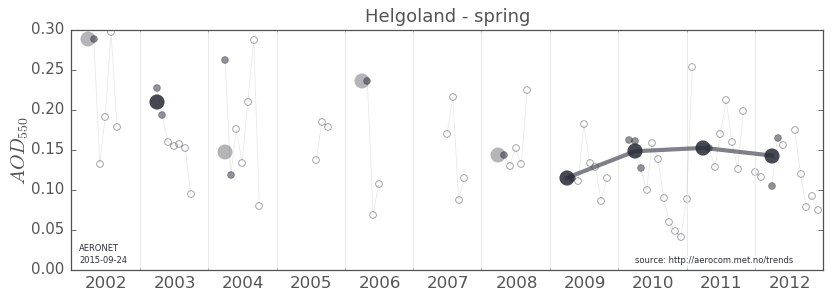 Helgoland - spring
0.30
0.25
0.20
0.15
0.10
0.05
0.00
AOD550
AERONET
2015-09-24
source: http://aerocom.met.no/trends
2002 2003 2004 2005 2006 2007 2008 2009 2010 2011 2012